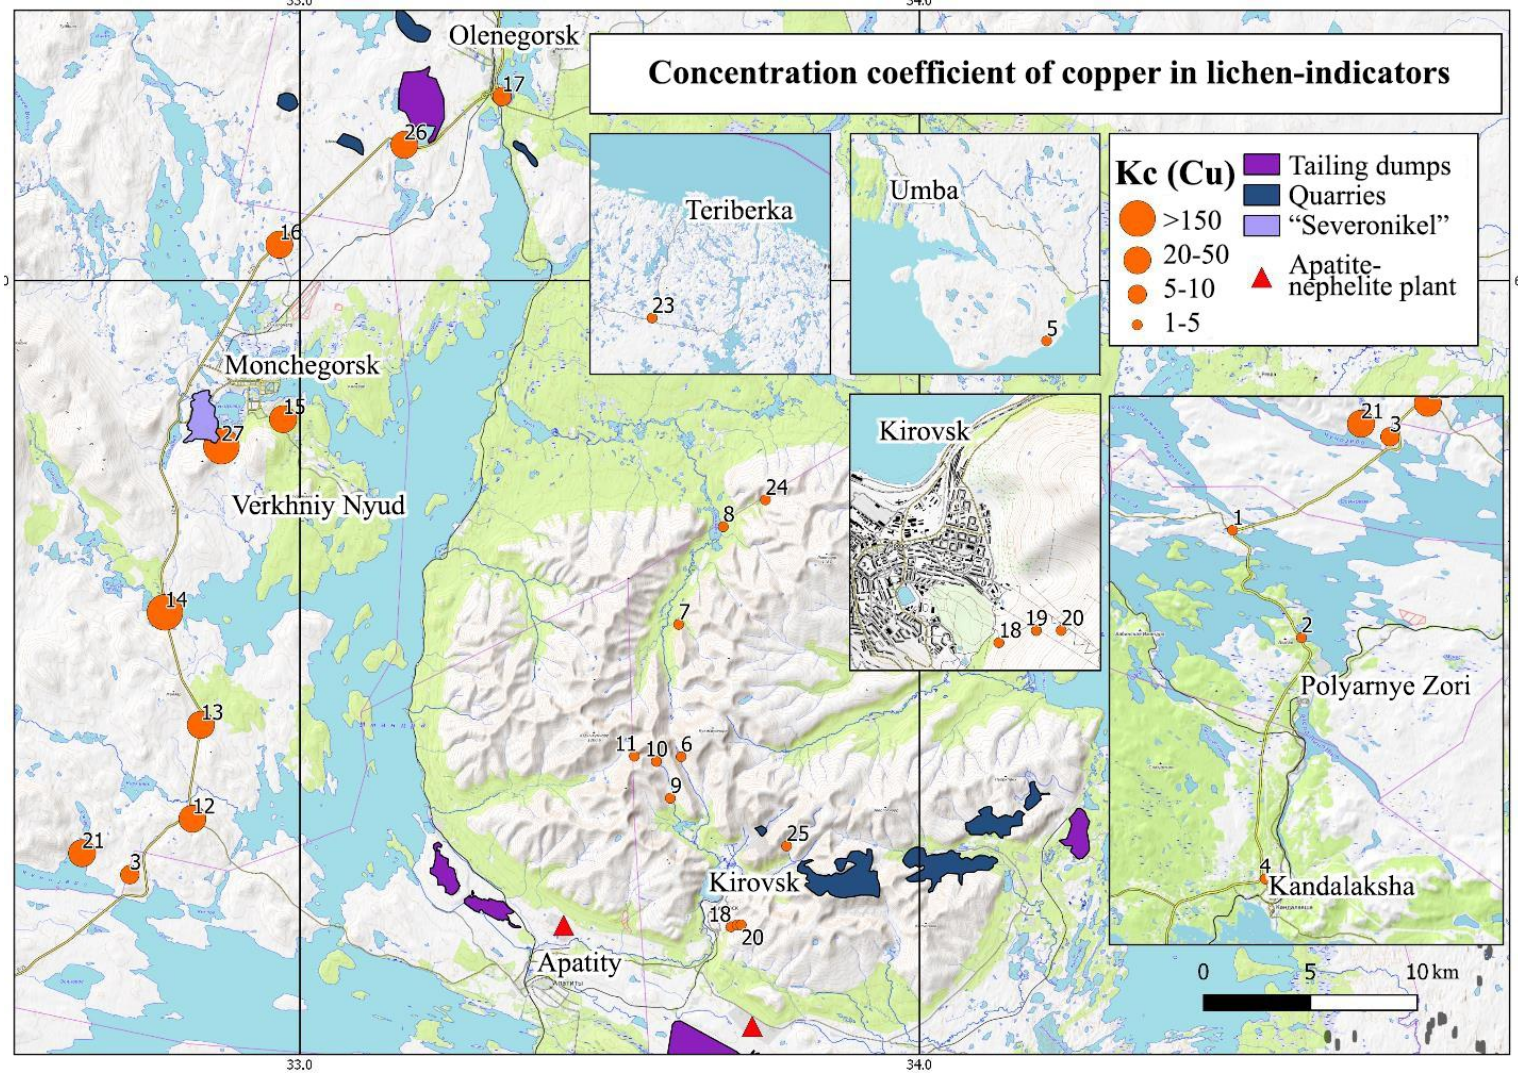 33.0
34.0
Olenegorsk
Concentration coefficient of copper in lichen-indicators
17
26
16
Teriberka
23
Umba
5
Kc (Cu)
>150
20-50
5-10
1-5
Tailing dumps
Quarries
“Severonikel”
Apatite-
nephelite plant
Monchegorsk
15
27
Verkhniy Nyud
24
8
7
14
13
12
21
3
11
10
6
9
25
Kirovsk
18
20
Apatity
Апатиты
Kirovsk
18
19
20
21
3
1
2
Polyarnye Zori
4
Kandalaksha
Кандалакша
0
5
10 km
33.0
34.0